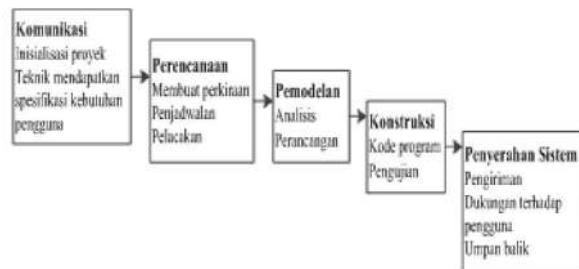 Komunikasi
Inisialisasi proyek
Teknik mendapatkan
spesifikasi kebutuhan
pengguna
Perencanaan
Membuat perkiraan
Penjadwalan
Pelacakan
Pemodelan
Analisis
Perancangan
Konstruksi
Kode program
Pengujian
Penyerahan Sistem
Pengiriman
Dukungan terhadap
pengguna
Umpan balik